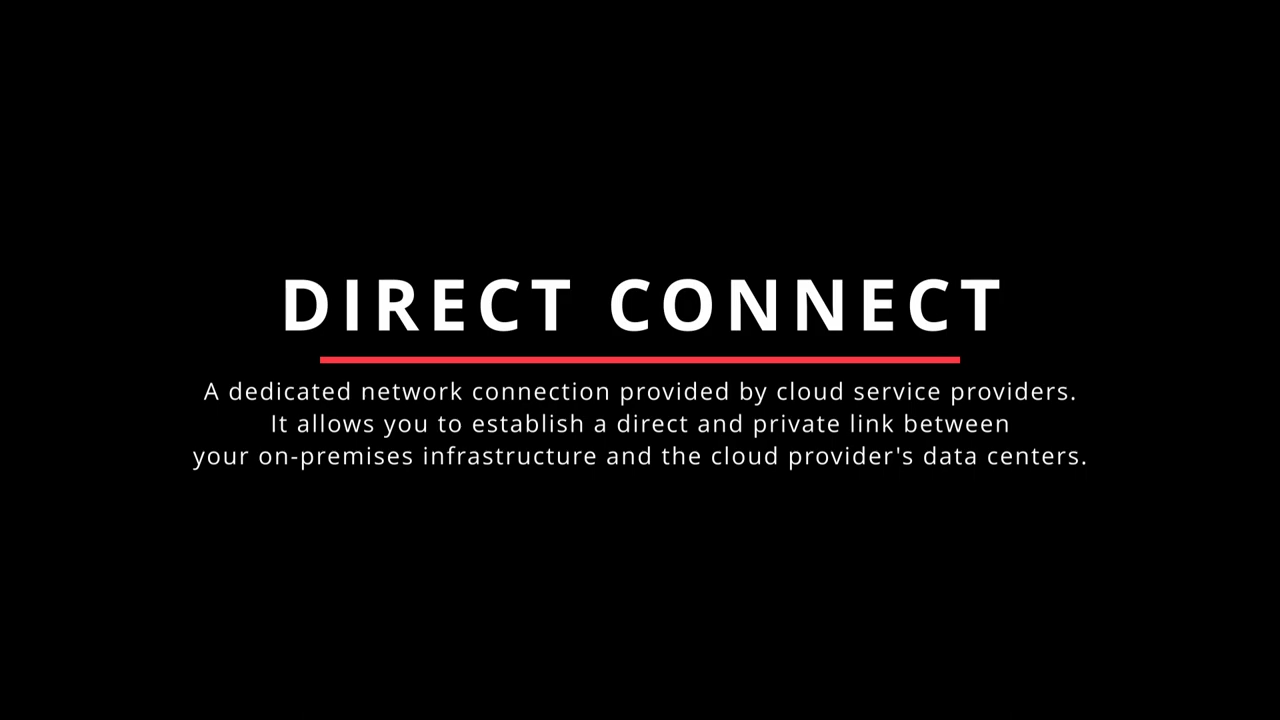 DIRECT CONNECT
A dedicated network connection provided by cloud service providers.
It allows you to establish a direct and private link between
your on-premises infrastructure and the cloud provider's data centers.